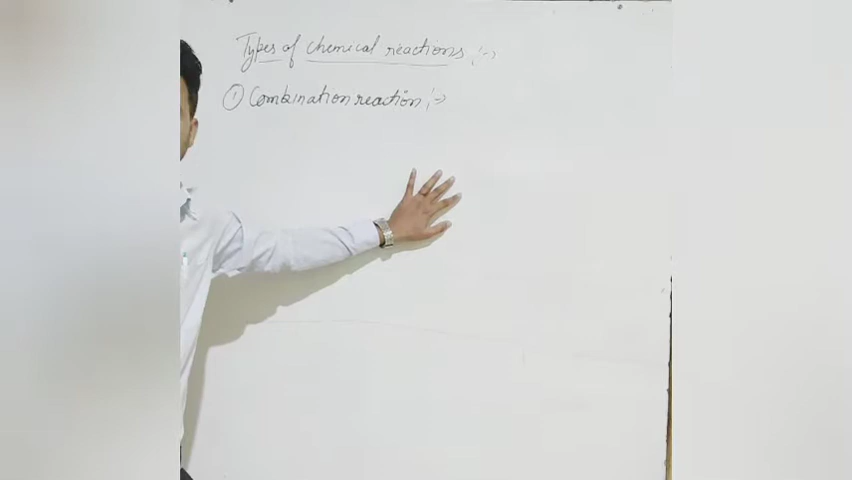 Types of chemical reactions :→
① Combination reaction :→